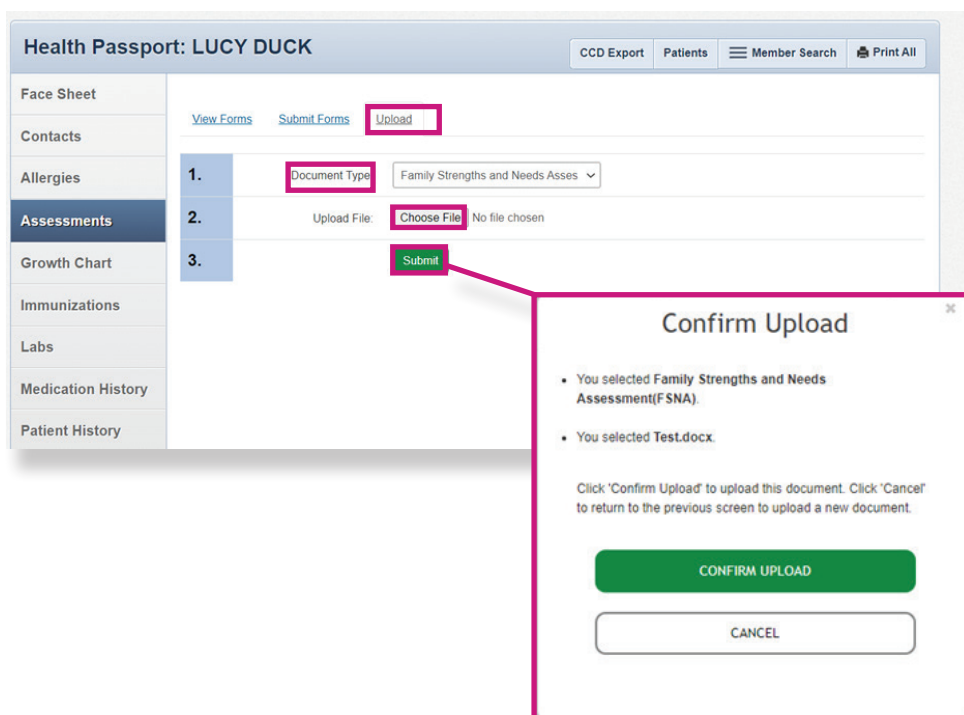 Health Passport: LUCY DUCK
CCD Export Patients Member Search Print All
Face Sheet
Contacts
Allergies
Assessments
Growth Chart
Immunizations
Labs
Medication History
Patient History
View Forms Submit Forms Upload
1. Document Type Family Strengths and Needs Asses
2. Upload File: Choose File No file chosen
3. Submit
Confirm Upload
• You selected Family Strengths and Needs
Assessment(FSNA).
• You selected Test.docx.
Click 'Confirm Upload' to upload this document. Click 'Cancel'
to return to the previous screen to upload a new document.
CONFIRM UPLOAD
CANCEL